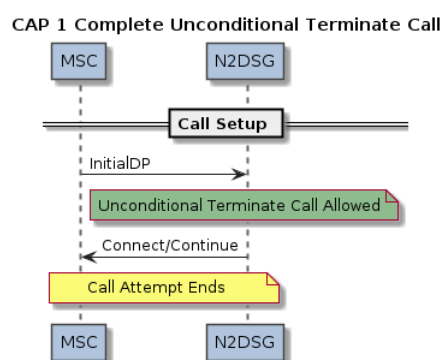 CAP 1 Complete Unconditional Terminate Call
MSC N2DSG
Call Setup
InitialDP
Unconditional Terminate Call Allowed
Connect/Continue
Call Attempt Ends
MSC N2DSG